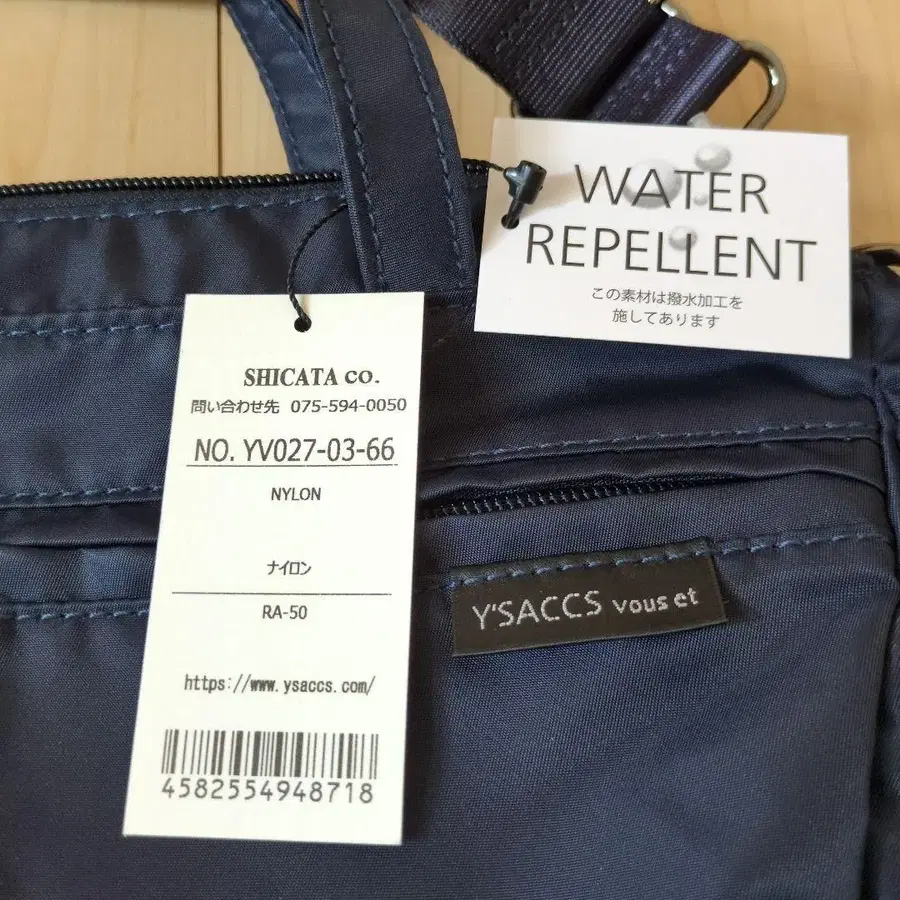 WATER
REPELLENT
この素材は撥水加工を
施してあります
SHICATA co.
問い合わせ先 075-594-0050
NO. YV027-03-66
NYLON
ナイロン
RA-50
https://www.ysaccs.com/
4582554948718
Y'SACCS vous et